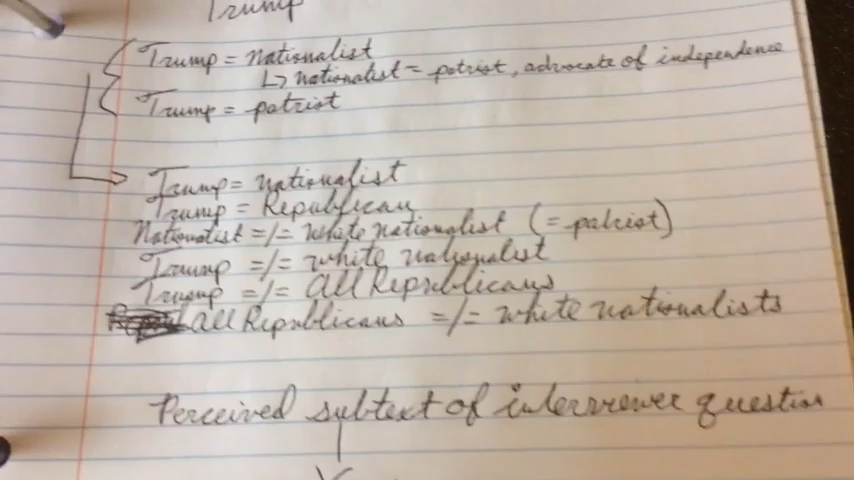 Trump
Trump = nationalist
↳ nationalist = patriot, advocate of independence
Trump = patriot
Trump = nationalist
Trump = Republican
Nationalist =/= white nationalist (= patriot)
Trump =/= white nationalist
Trump =/= All Republicans
All Republicans =/= white nationalists
Perceived subtext of interviewer question